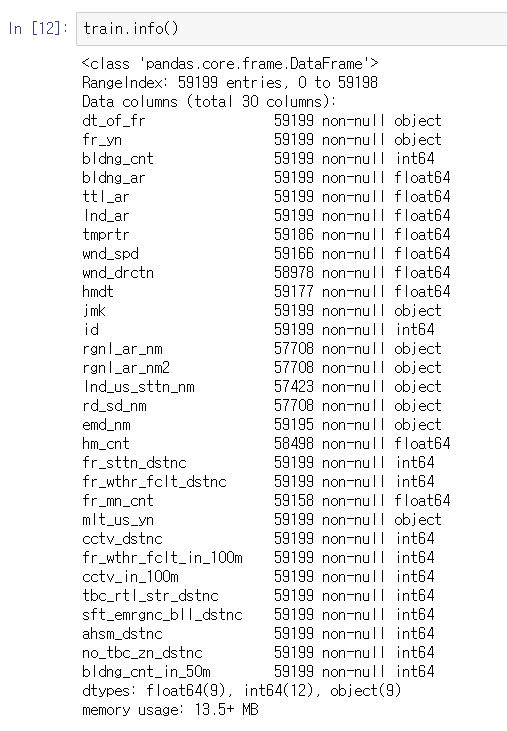 In [12]: train.info()
<class 'pandas.core.frame.DataFrame'>
RangeIndex: 59199 entries, 0 to 59198
Data columns (total 30 columns):
dt_of_fr 59199 non-null object
fr_yn 59199 non-null object
bldng_cnt 59199 non-null int64
bldng_ar 59199 non-null float64
ttl_ar 59199 non-null float64
lnd_ar 59199 non-null float64
tmprtr 59186 non-null float64
wnd_spd 59166 non-null float64
wnd_drctn 58978 non-null float64
hmdt 59177 non-null float64
jmk 59199 non-null object
id 59199 non-null int64
rgnl_ar_nm 57708 non-null object
rgnl_ar_nm2 57708 non-null object
lnd_us_sttn_nm 57423 non-null object
rd_sd_nm 57708 non-null object
emd_nm 59195 non-null object
hm_cnt 58498 non-null float64
fr_sttn_dstnc 59199 non-null int64
fr_wthr_fclt_dstnc 59199 non-null int64
fr_mn_cnt 59158 non-null float64
mlt_us_yn 59199 non-null object
cctv_dstnc 59199 non-null int64
fr_wthr_fclt_in_100m 59199 non-null int64
cctv_in_100m 59199 non-null int64
tbc_rtl_str_dstnc 59199 non-null int64
sft_emrgnc_bll_dstnc 59199 non-null int64
ahsm_dstnc 59199 non-null int64
no_tbc_zn_dstnc 59199 non-null int64
bldng_cnt_in_50m 59199 non-null int64
dtypes: float64(9), int64(12), object(9)
memory usage: 13.5+ MB